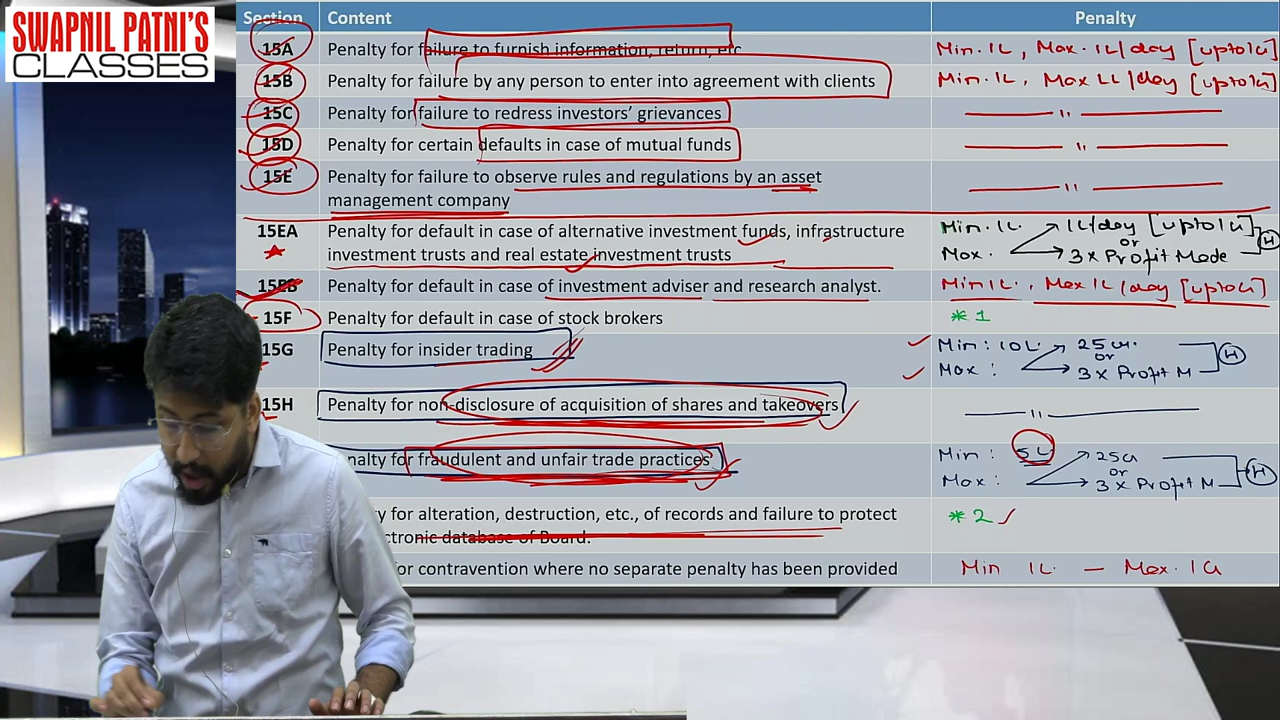 SWAPNIL PATNI'S
CLASSES
Section Content Penalty
15A Penalty for failure to furnish information, return, etc Min. 1L, Max. 1L/day [upto 1cr]
15B Penalty for failure by any person to enter into agreement with clients Min. 1L, Max 1L/day [upto 1cr]
15C Penalty for failure to redress investors' grievances — " —
15D Penalty for certain defaults in case of mutual funds — " —
15E Penalty for failure to observe rules and regulations by an asset — " —
management company
15EA Penalty for default in case of alternative investment funds, infrastructure Min. 1L. 1L/day [upto 1cr]
or
investment trusts and real estate investment trusts Max. 3x Profit Made (H)
15EB Penalty for default in case of investment adviser and research analyst. Min 1L. Max 1L/day [upto 1cr]
15F Penalty for default in case of stock brokers * 1
15G Penalty for insider trading Min: 10L 25cr.
or
Max: 3x Profit M (H)
15H Penalty for non-disclosure of acquisition of shares and takeovers — " —
nalty for fraudulent and unfair trade practices Min: 5L 25cr
or
Max: 3x Profit M (H)
y for alteration, destruction, etc., of records and failure to protect * 2
ctronic database of Board.
for contravention where no separate penalty has been provided Min 1L — Max. 1cr